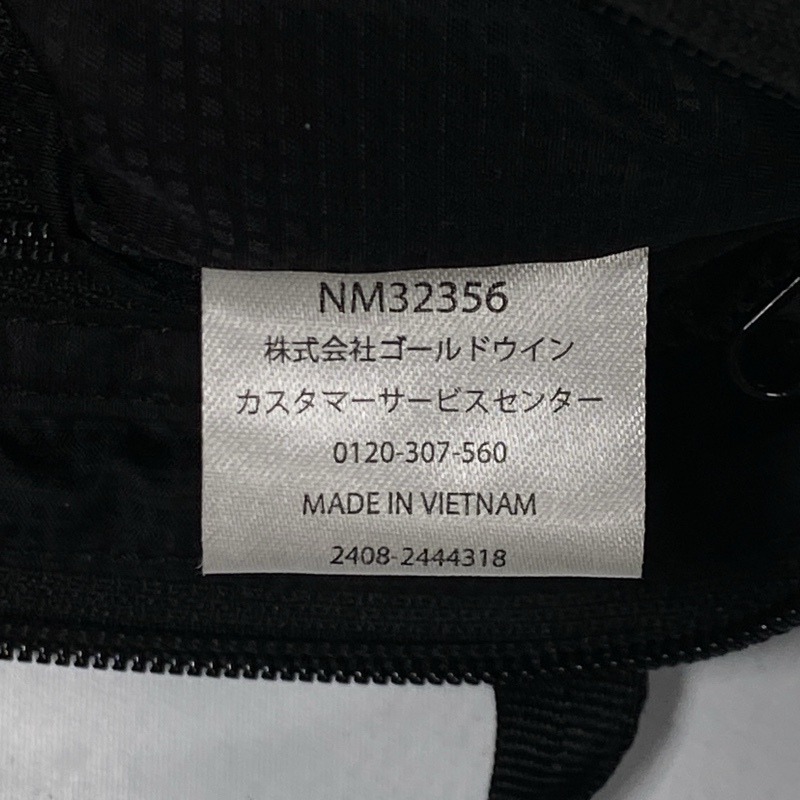 NM32356
株式会社ゴールドウイン
カスタマーサービスセンター
0120-307-560
MADE IN VIETNAM
2408-2444318